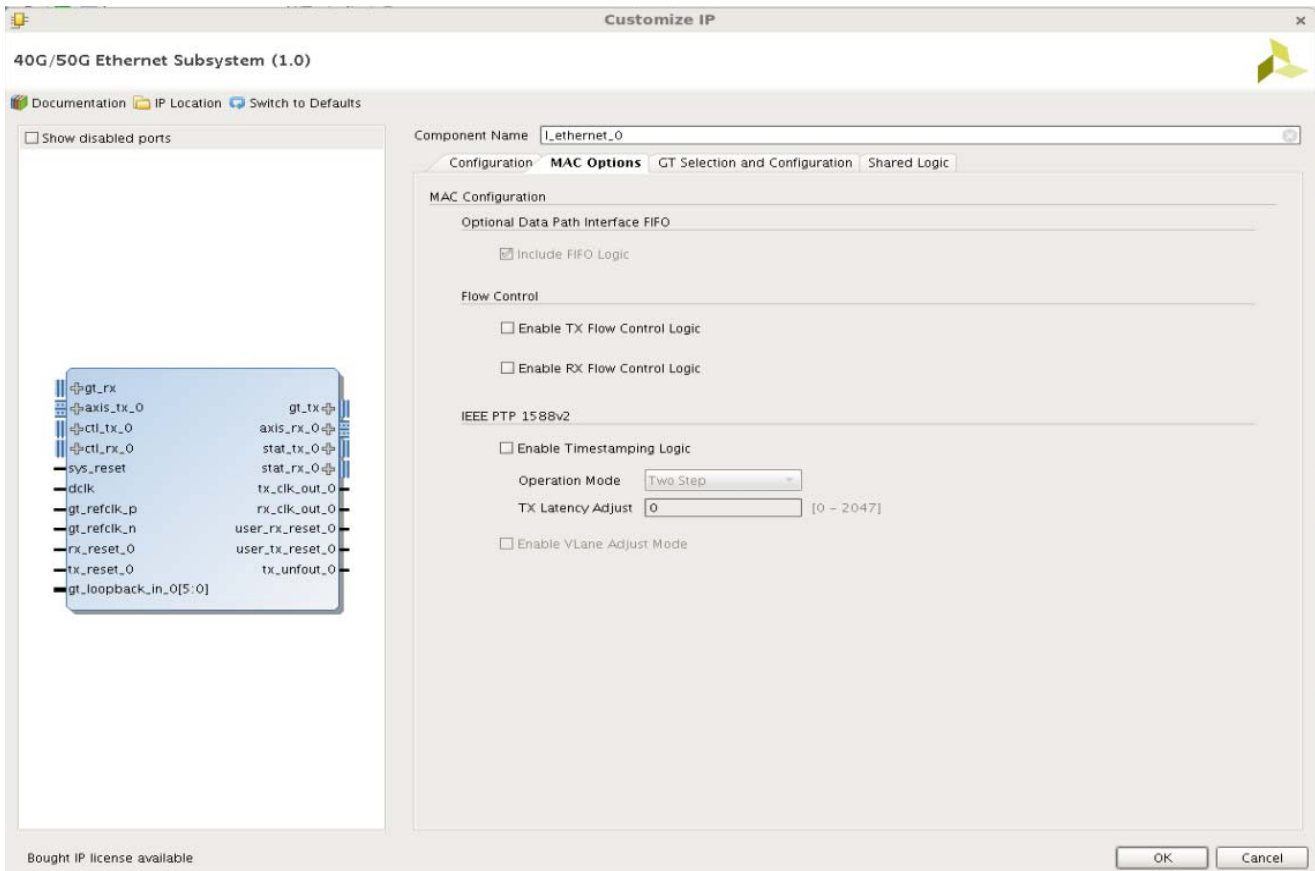 Customize IP
40G/50G Ethernet Subsystem (1.0)
Documentation IP Location Switch to Defaults
Show disabled ports
gt_rx
axis_tx_0
ctl_tx_0
ctl_rx_0
sys_reset
dclk
gt_refclk_p
gt_refclk_n
rx_reset_0
tx_reset_0
gt_loopback_in_0[5:0]
gt_tx
axis_rx_0
stat_tx_0
stat_rx_0
tx_clk_out_0
rx_clk_out_0
user_rx_reset_0
user_tx_reset_0
tx_unfout_0
Component Name l_ethernet_0
Configuration MAC Options GT Selection and Configuration Shared Logic
MAC Configuration
Optional Data Path Interface FIFO
Include FIFO Logic
Flow Control
Enable TX Flow Control Logic
Enable RX Flow Control Logic
IEEE PTP 1588v2
Enable Timestamping Logic
Operation Mode Two Step
TX Latency Adjust 0 [0 - 2047]
Enable VLane Adjust Mode
Bought IP license available
OK Cancel